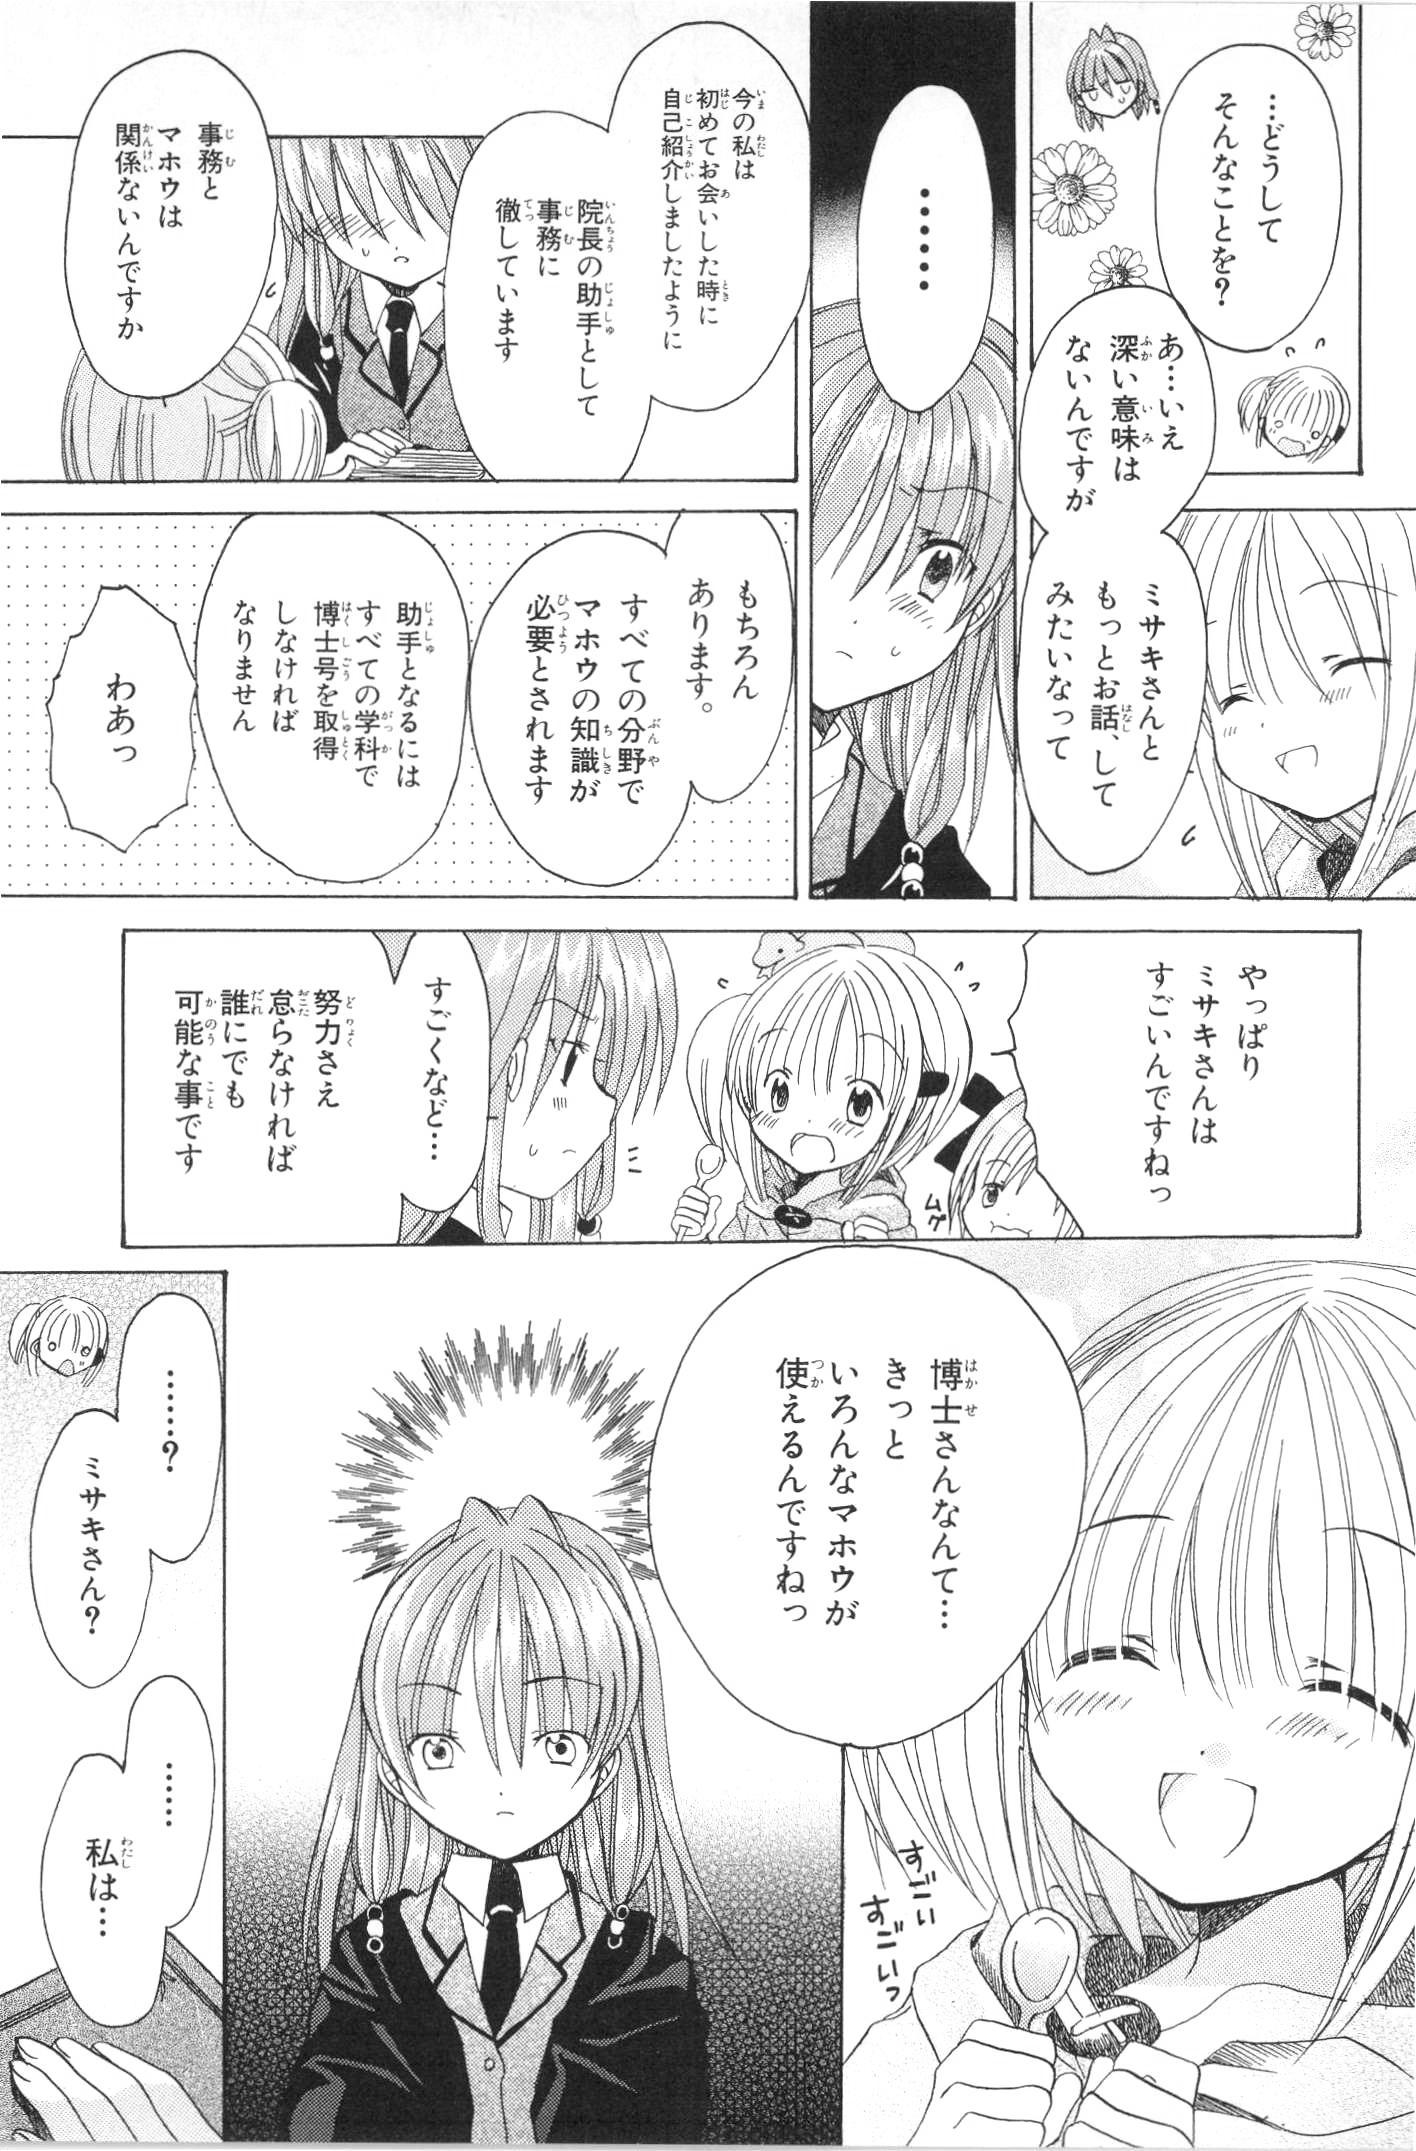 …どうして
そんなことを？
あ…いえ
深い意味は
ないんですが
ミサキさんと
もっとお話、して
みたいなって
・・・・・・
今の私は
初めてお会いした時に
自己紹介しましたように
院長の助手として
事務に
徹しています
事務と
マホウは
関係ないんですか
もちろん
あります。
すべての分野で
マホウの知識が
必要とされます
助手となるには
すべての学科で
博士号を取得
しなければ
なりません
わあっ
やっぱり
ミサキさんは
すごいんですねっ
ムグ
すごくなど…
努力さえ
怠らなければ
誰にでも
可能な事です
博士さんなんて…
きっと
いろんなマホウが
使えるんですねっ
すごい
すごいっ
……？
ミサキさん？
……
私は…